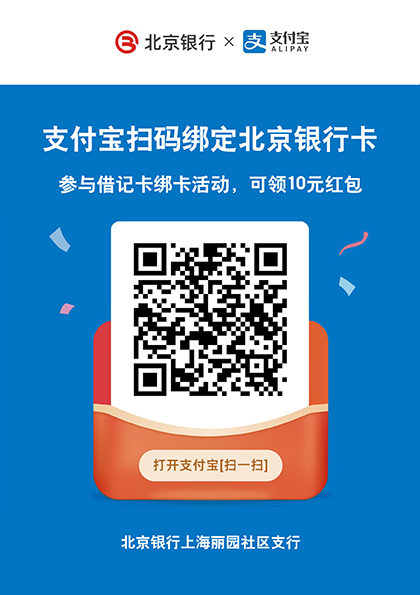 北京银行 × 支付宝
ALIPAY
支付宝扫码绑定北京银行卡
参与借记卡绑卡活动，可领10元红包
打开支付宝[扫一扫]
北京银行上海丽园社区支行